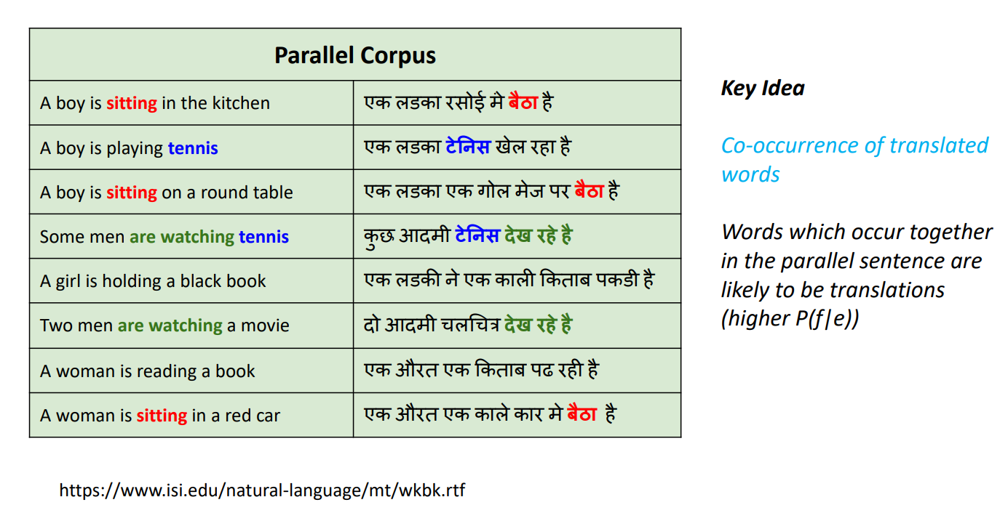 Parallel Corpus
A boy is sitting in the kitchen
एक लडका रसोई मे बैठा है
A boy is playing tennis
एक लडका टेनिस खेल रहा है
A boy is sitting on a round table
एक लडका एक गोल मेज पर बैठा है
Some men are watching tennis
कुछ आदमी टेनिस देख रहे है
A girl is holding a black book
एक लडकी ने एक काली किताब पकडी है
Two men are watching a movie
दो आदमी चलचित्र देख रहे है
A woman is reading a book
एक औरत एक किताब पढ रही है
A woman is sitting in a red car
एक औरत एक काले कार मे बैठा है
Key Idea
Co-occurrence of translated
words
Words which occur together
in the parallel sentence are
likely to be translations
(higher P(f|e))
https://www.isi.edu/natural-language/mt/wkbk.rtf